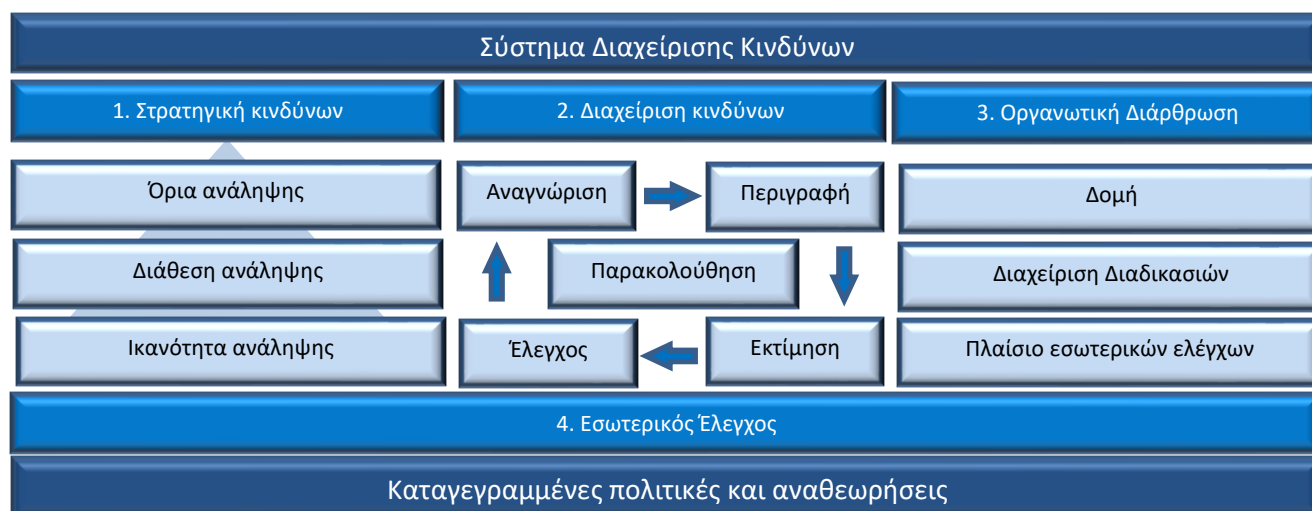 Σύστημα Διαχείρισης Κινδύνων
1. Στρατηγική κινδύνων
2. Διαχείριση κινδύνων
3. Οργανωτική Διάρθρωση
Όρια ανάληψης
Αναγνώριση
Περιγραφή
Δομή
Διάθεση ανάληψης
Παρακολούθηση
Διαχείριση Διαδικασιών
Ικανότητα ανάληψης
Έλεγχος
Εκτίμηση
Πλαίσιο εσωτερικών ελέγχων
4. Εσωτερικός Έλεγχος
Καταγεγραμμένες πολιτικές και αναθεωρήσεις